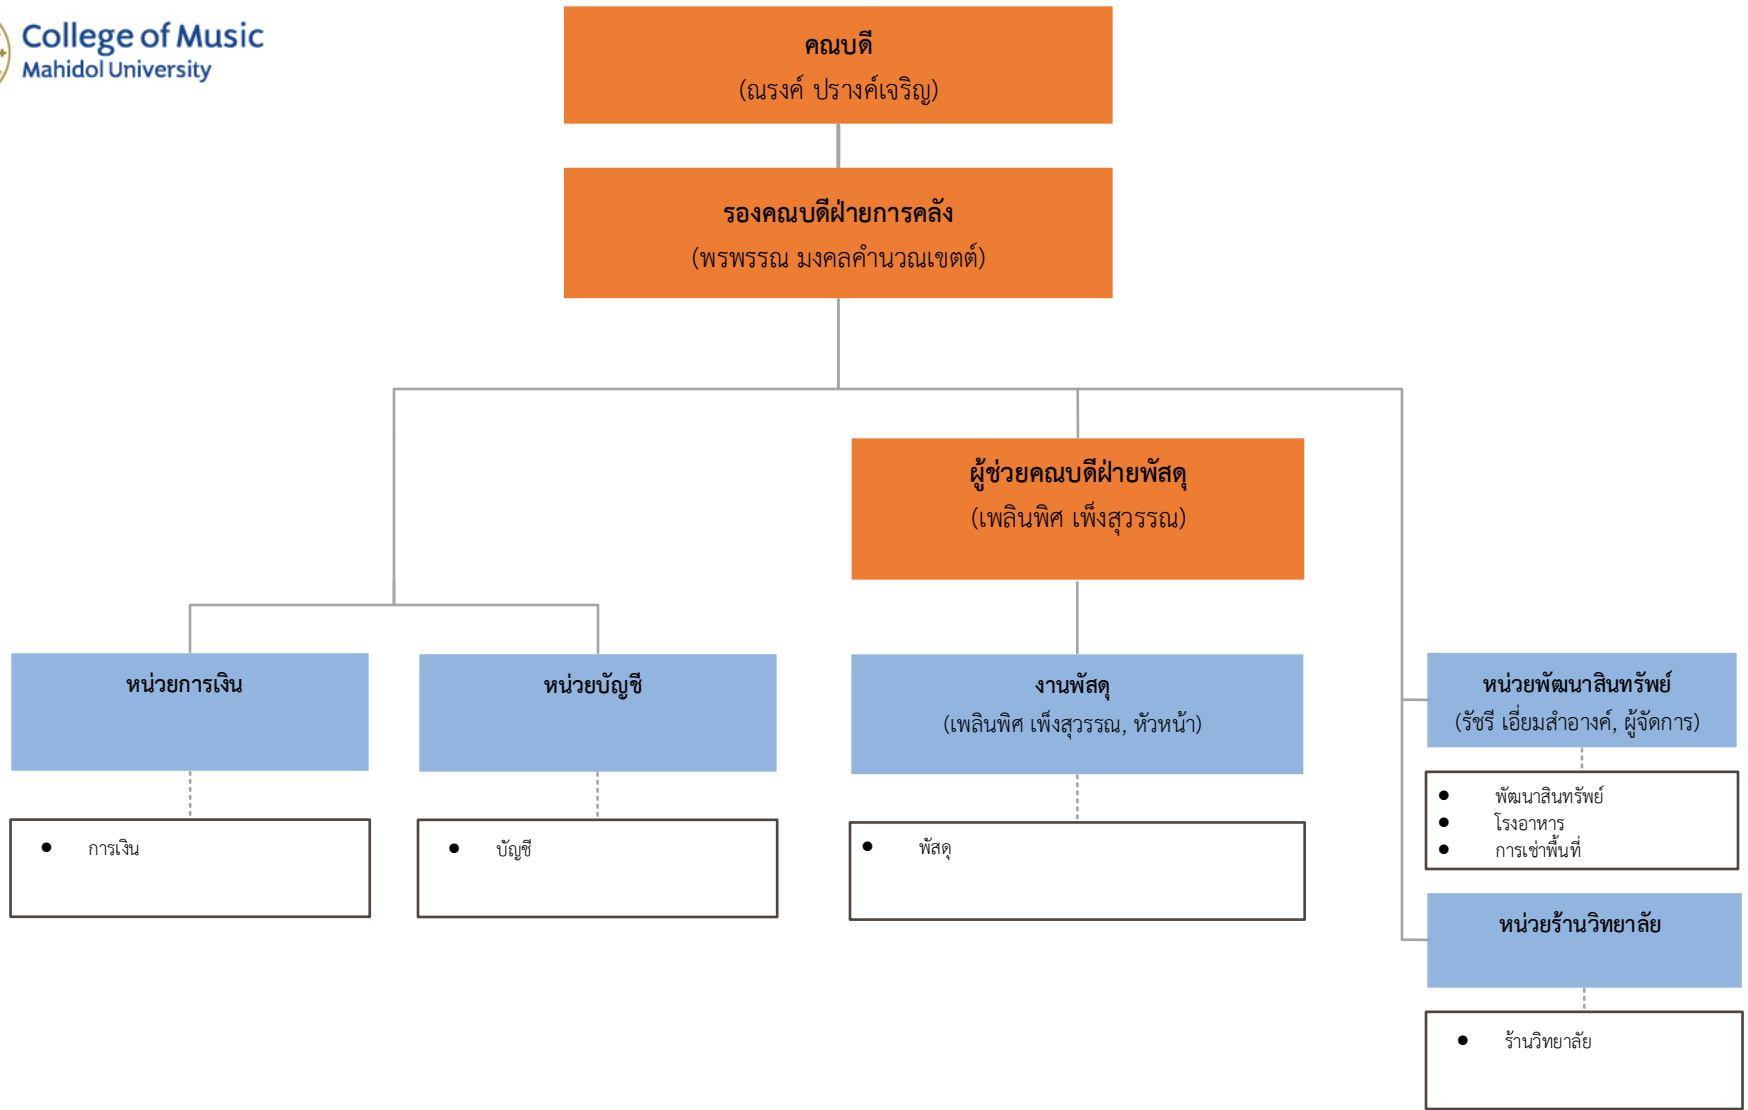 College of Music
Mahidol University
คณบดี
(ณรงค์ ปรางค์เจริญ)
รองคณบดีฝ่ายการคลัง
(พรพรรณ มงคลคำนวณเขตต์)
ผู้ช่วยคณบดีฝ่ายพัสดุ
(เพลินพิศ เพ็งสุวรรณ)
หน่วยการเงิน
• การเงิน
หน่วยบัญชี
• บัญชี
งานพัสดุ
(เพลินพิศ เพ็งสุวรรณ, หัวหน้า)
• พัสดุ
หน่วยพัฒนาสินทรัพย์
(รัชรี เอี่ยมสำอางค์, ผู้จัดการ)
• พัฒนาสินทรัพย์
• โรงอาหาร
• การเช่าพื้นที่
หน่วยร้านวิทยาลัย
• ร้านวิทยาลัย